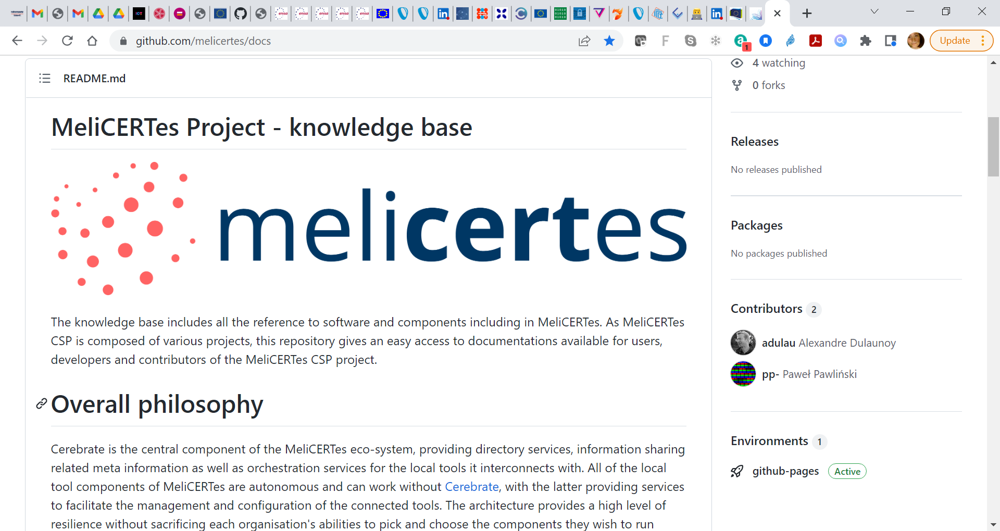 github.com/melicertes/docs
1
Update
README.md
4 watching
0 forks
MeliCERTes Project - knowledge base
melicertes
The knowledge base includes all the reference to software and components including in MeliCERTes. As MeliCERTes
CSP is composed of various projects, this repository gives an easy access to documentations available for users,
developers and contributors of the MeliCERTes CSP project.
Overall philosophy
Cerebrate is the central component of the MeliCERTes eco-system, providing directory services, information sharing
related meta information as well as orchestration services for the local tools it interconnects with. All of the local
tool components of MeliCERTes are autonomous and can work without Cerebrate, with the latter providing services
to facilitate the management and configuration of the connected tools. The architecture provides a high level of
resilience without sacrificing each organisation's abilities to pick and choose the components they wish to run
Releases
No releases published
Packages
No packages published
Contributors 2
adulau Alexandre Dulaunoy
pp- Paweł Pawliński
Environments 1
github-pages Active